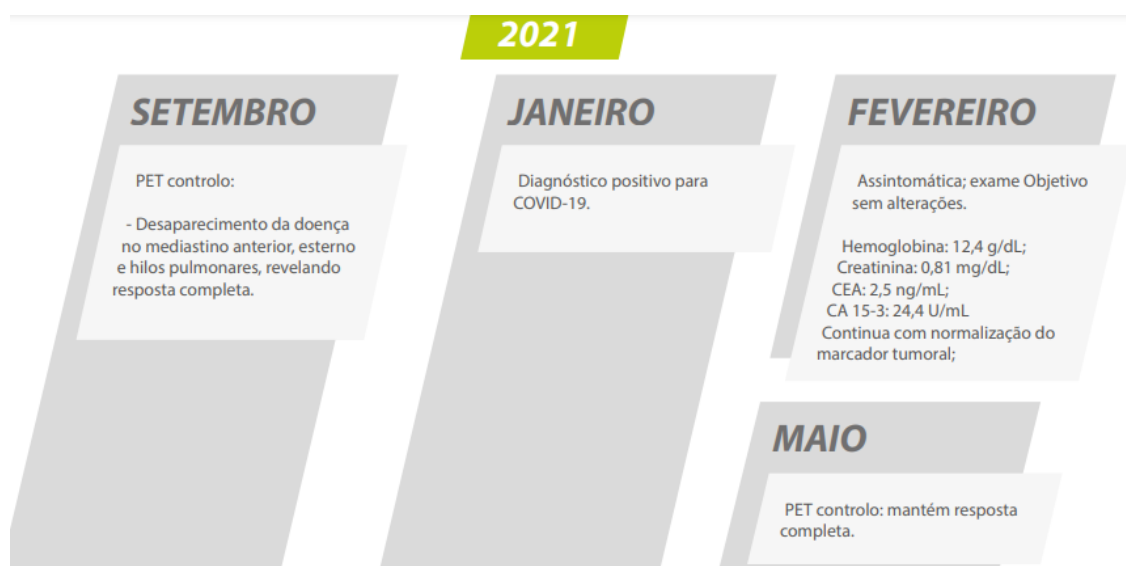 2021
SETEMBRO
PET controlo:
- Desaparecimento da doença
no mediastino anterior, esterno
e hilos pulmonares, revelando
resposta completa.
JANEIRO
Diagnóstico positivo para
COVID-19.
FEVEREIRO
Assintomática; exame Objetivo
sem alterações.
Hemoglobina: 12,4 g/dL;
Creatinina: 0,81 mg/dL;
CEA: 2,5 ng/mL;
CA 15-3: 24,4 U/mL
Continua com normalização do
marcador tumoral;
MAIO
PET controlo: mantém resposta
completa.